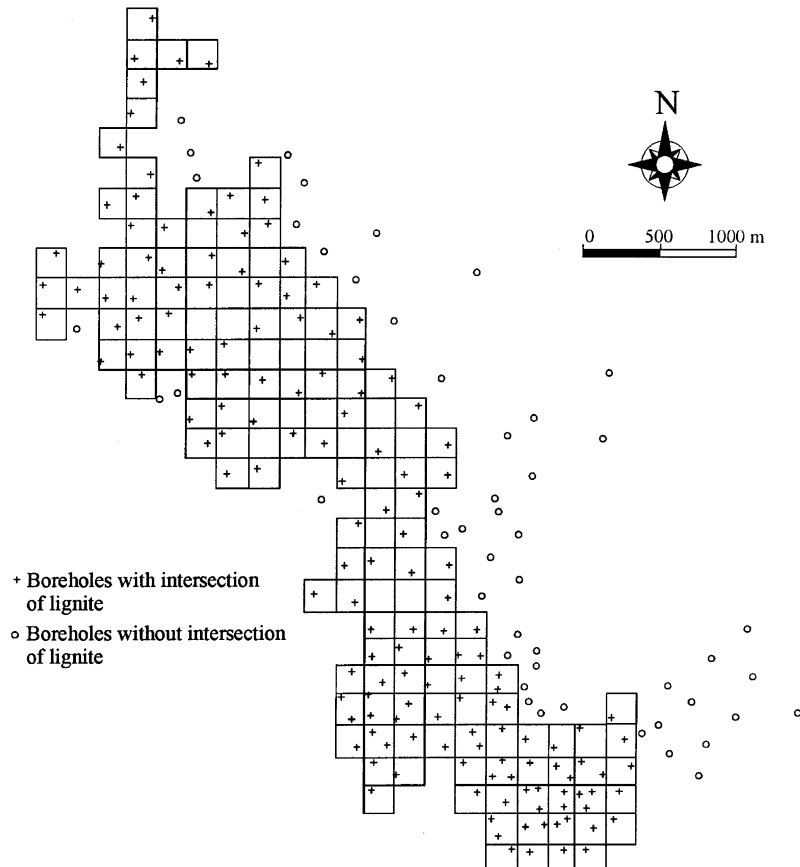 N
0 500 1000 m
+ Boreholes with intersection
of lignite
o Boreholes without intersection
of lignite